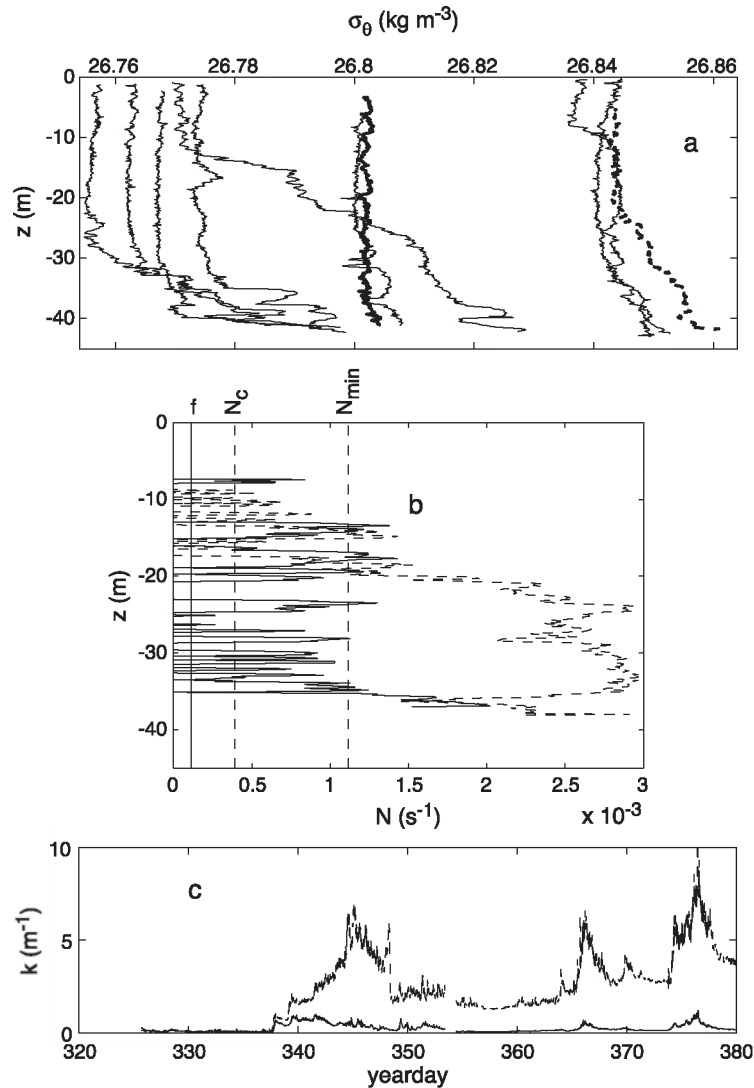 σθ (kg m-3)
26.76 26.78 26.8 26.82 26.84 26.86
0
-10
-20
-30
-40
z (m)
a
f Nc Nmin
0
-10
-20
-30
-40
z (m)
b
0 0.5 1 1.5 2 2.5 3
N (s-1) x 10-3
10
5
0
k (m-1)
c
320 330 340 350 360 370 380
yearday